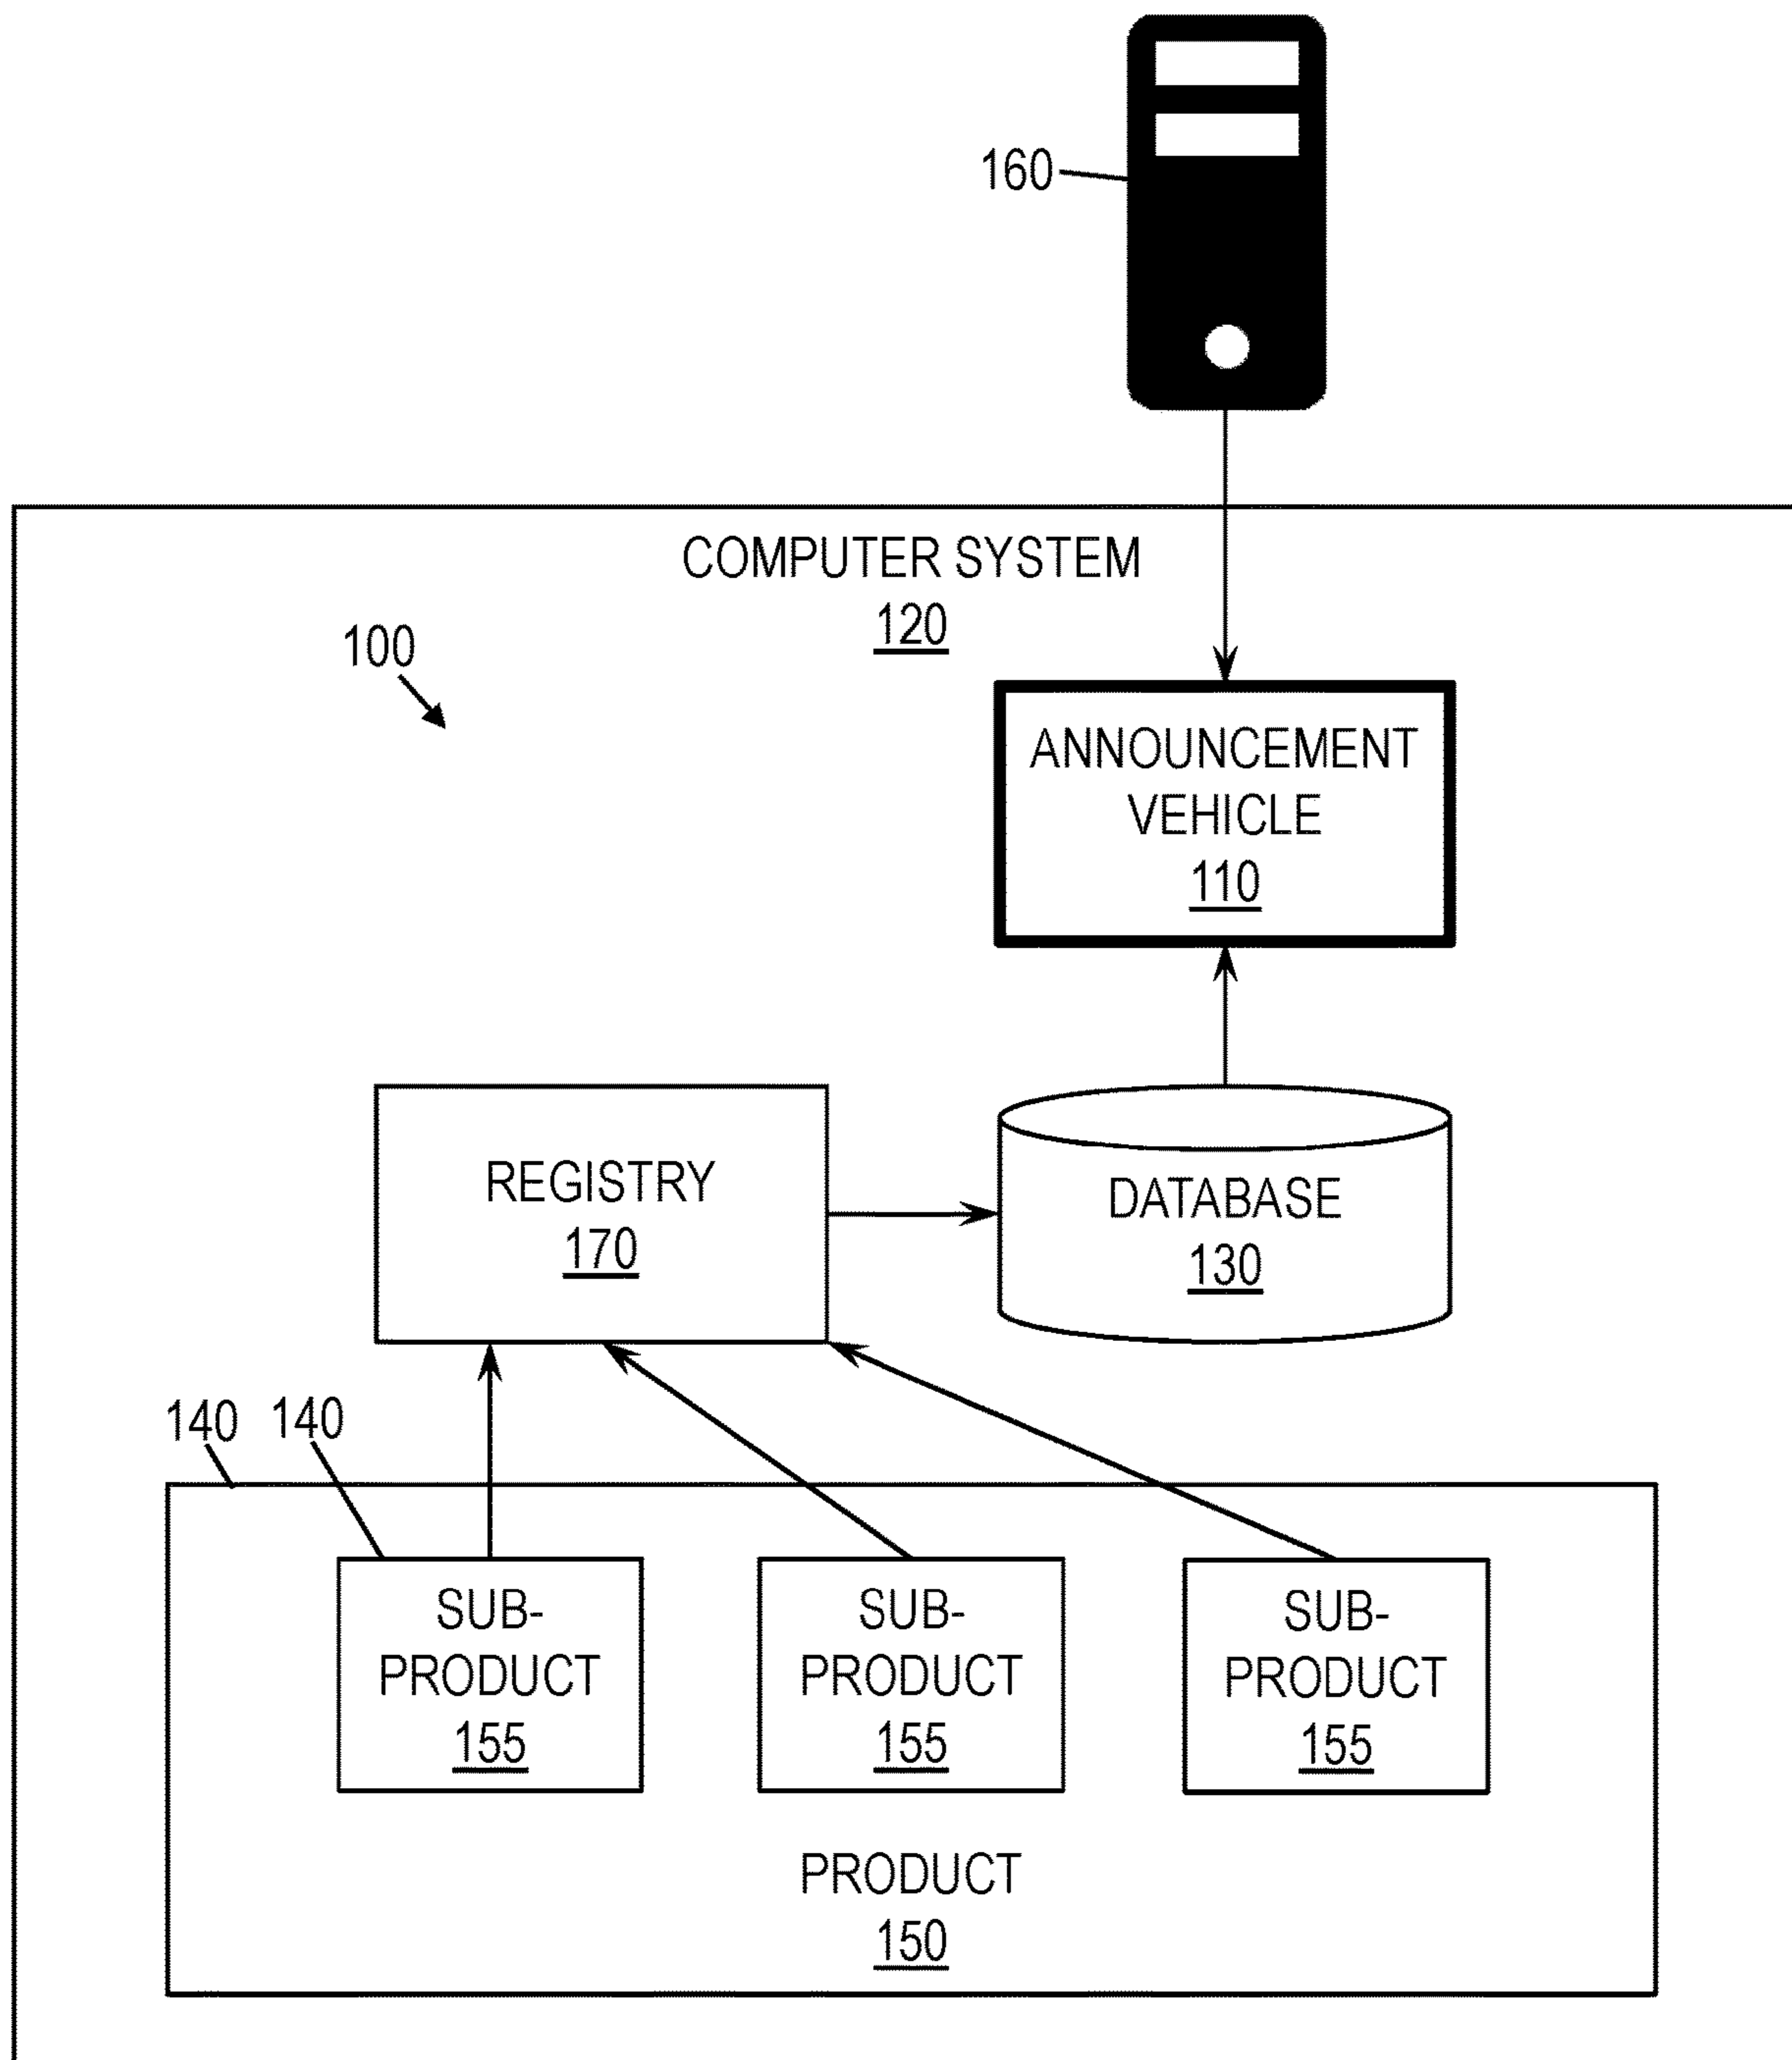 160
COMPUTER SYSTEM
120
100
ANNOUNCEMENT
VEHICLE
110
REGISTRY
170
DATABASE
130
140
140
SUB-
PRODUCT
155
SUB-
PRODUCT
155
SUB-
PRODUCT
155
PRODUCT
150